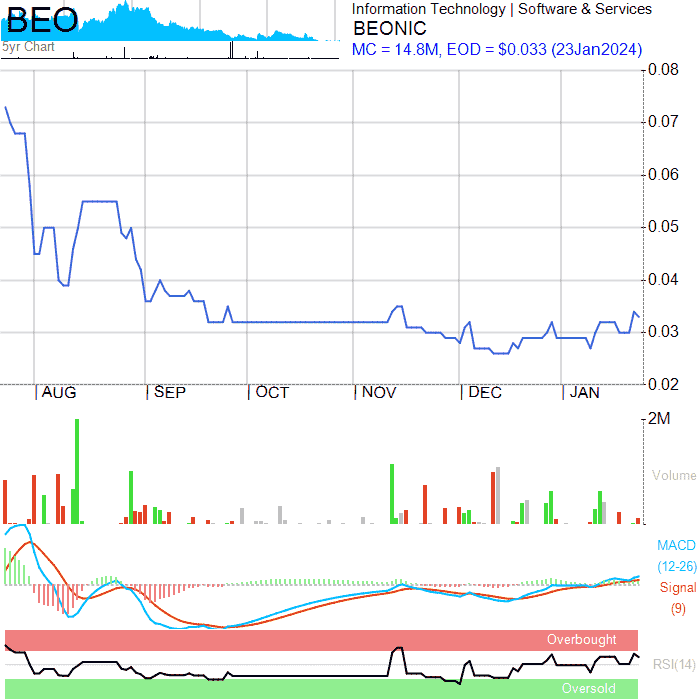 BEO
5yr Chart
Information Technology | Software & Services
BEONIC
MC = 14.8M, EOD = $0.033 (23Jan2024)
0.08
0.07
0.06
0.05
0.04
0.03
0.02
AUG SEP OCT NOV DEC JAN
2M
Volume
MACD
(12-26)
Signal
(9)
Overbought
RSI(14)
Oversold